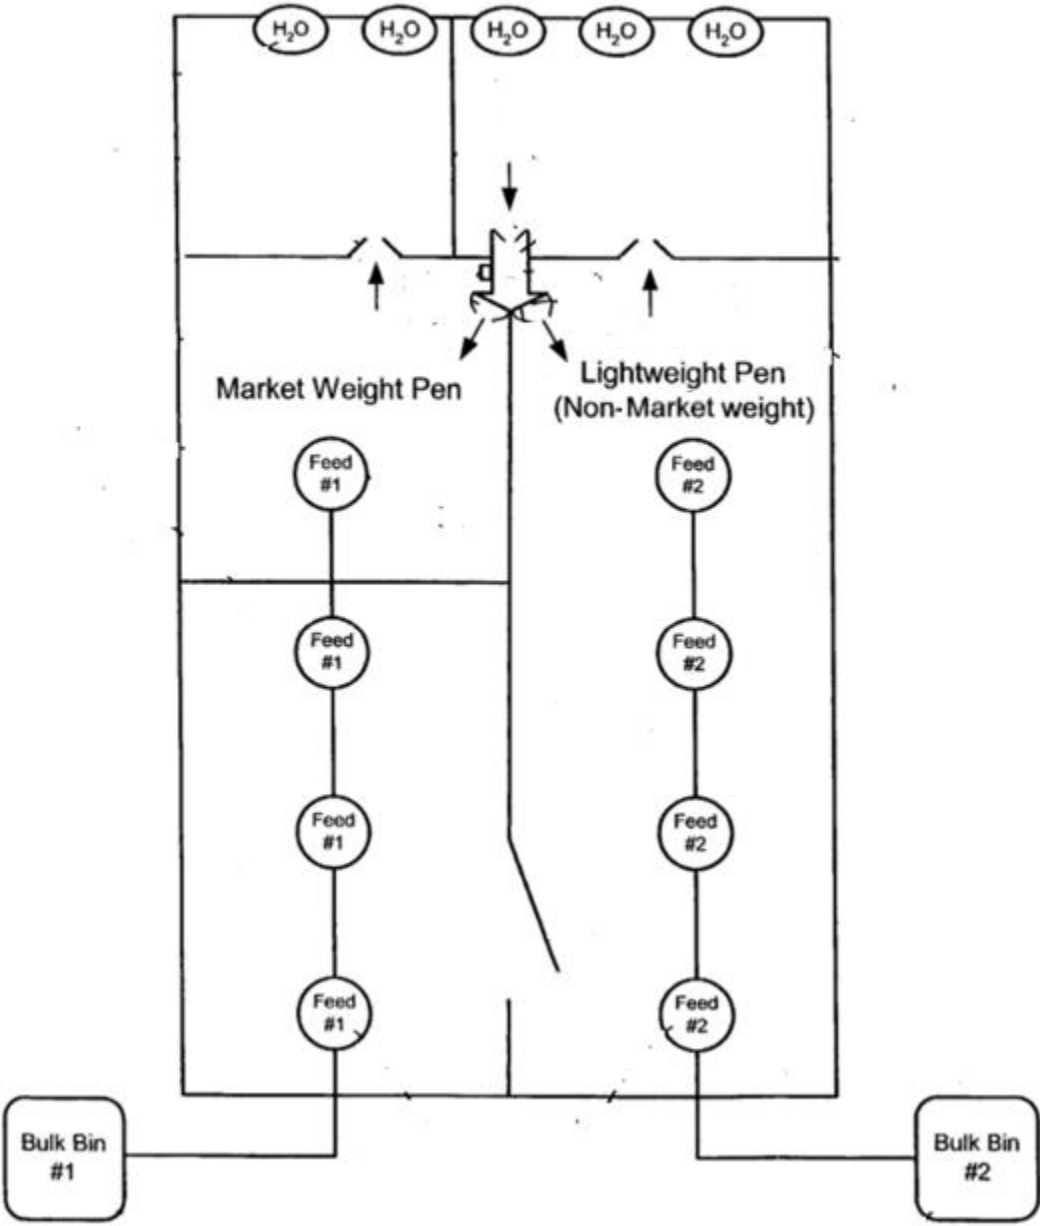 H₂O H₂O H₂O H₂O H₂O
Market Weight Pen
Lightweight Pen
(Non-Market weight)
Feed
#1
Feed
#2
Feed
#1
Feed
#2
Feed
#1
Feed
#2
Feed
#1
Feed
#2
Bulk Bin
#1
Bulk Bin
#2